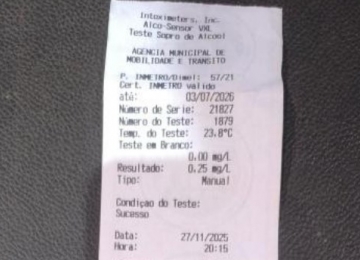 Intoximeters, Inc.
Alco-Sensor VXL
Teste Sopro de Alcool
AGENCIA MUNICIPAL DE
MOBILIDADE E TRANSITO
P. INMETRO/Dimel: 57/21
Cert. INMETRO valido
até: 03/07/2026
Número de Serie: 21827
Número do Teste: 1879
Temp. do Teste: 23.8°C
Teste em Branco:
0.00 mg/L
Resultado: 0.25 mg/L
Tipo: Manual
Condição do Teste:
Sucesso
Data: 27/11/2025
Hora: 20:15